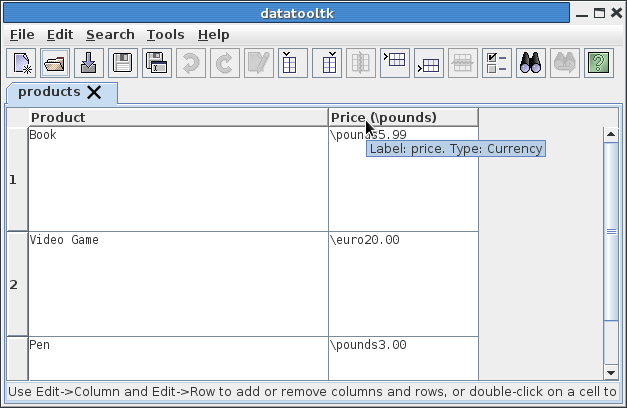 datatooltk
File Edit Search Tools Help
products
Product Price (\pounds)
1 Book \pounds5.99
Label: price. Type: Currency
2 Video Game \euro20.00
Pen \pounds3.00
Use Edit->Column and Edit->Row to add or remove columns and rows, or double-click on a cell to